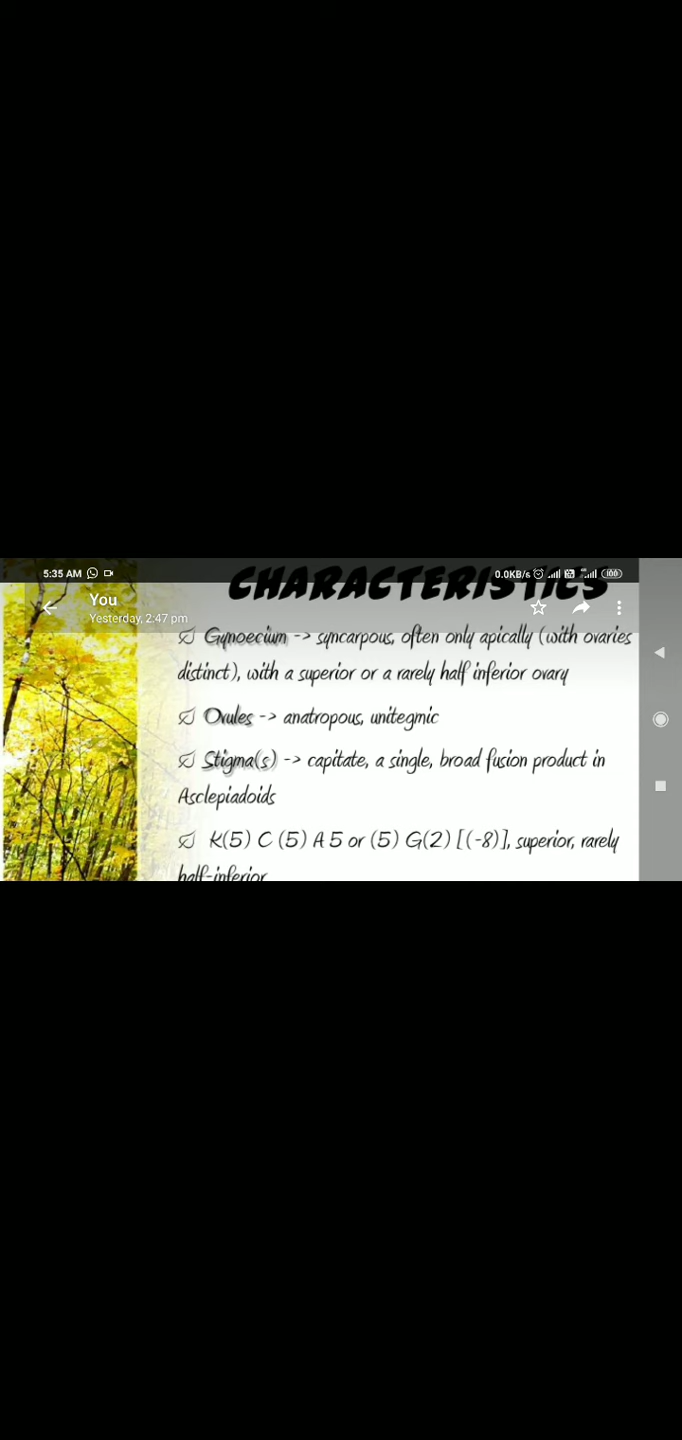 CHARACTERISTICS
5:35 AM 0.0KB/s 100
You
Yesterday, 2:47 pm
Gynoecium -> syncarpous, often only apically (with ovaries
distinct), with a superior or a rarely half inferior ovary
Ovules -> anatropous, unitegmic
Stigma(s) -> capitate, a single, broad fusion product in
Asclepiadoids
K(5) C (5) A 5 or (5) G(2) [(-8)], superior, rarely
half-inferior